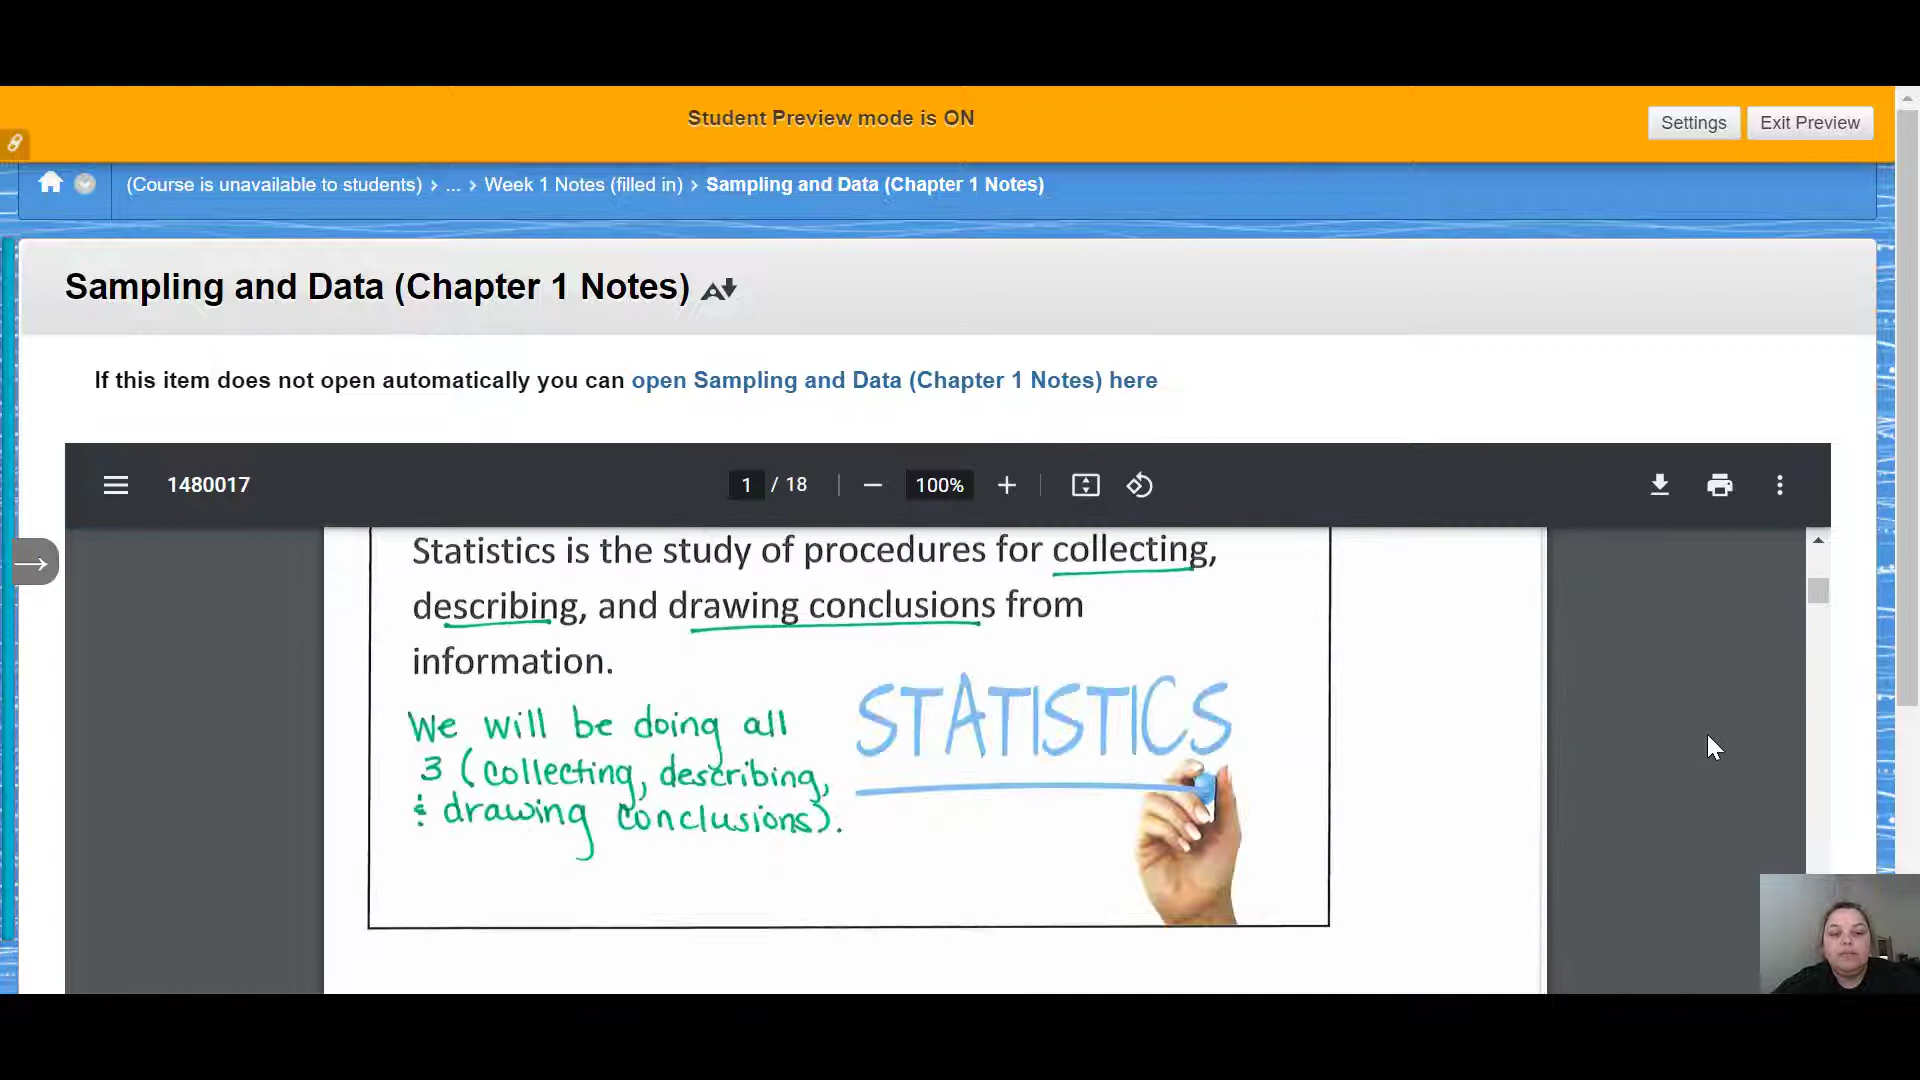 Student Preview mode is ON
Settings
Exit Preview
(Course is unavailable to students) › ... › Week 1 Notes (filled in) › Sampling and Data (Chapter 1 Notes)
Sampling and Data (Chapter 1 Notes)
If this item does not open automatically you can open Sampling and Data (Chapter 1 Notes) here
1480017
1 / 18
100%
Statistics is the study of procedures for collecting,
describing, and drawing conclusions from
information.
STATISTICS
We will be doing all
3 (collecting, describing,
& drawing conclusions).